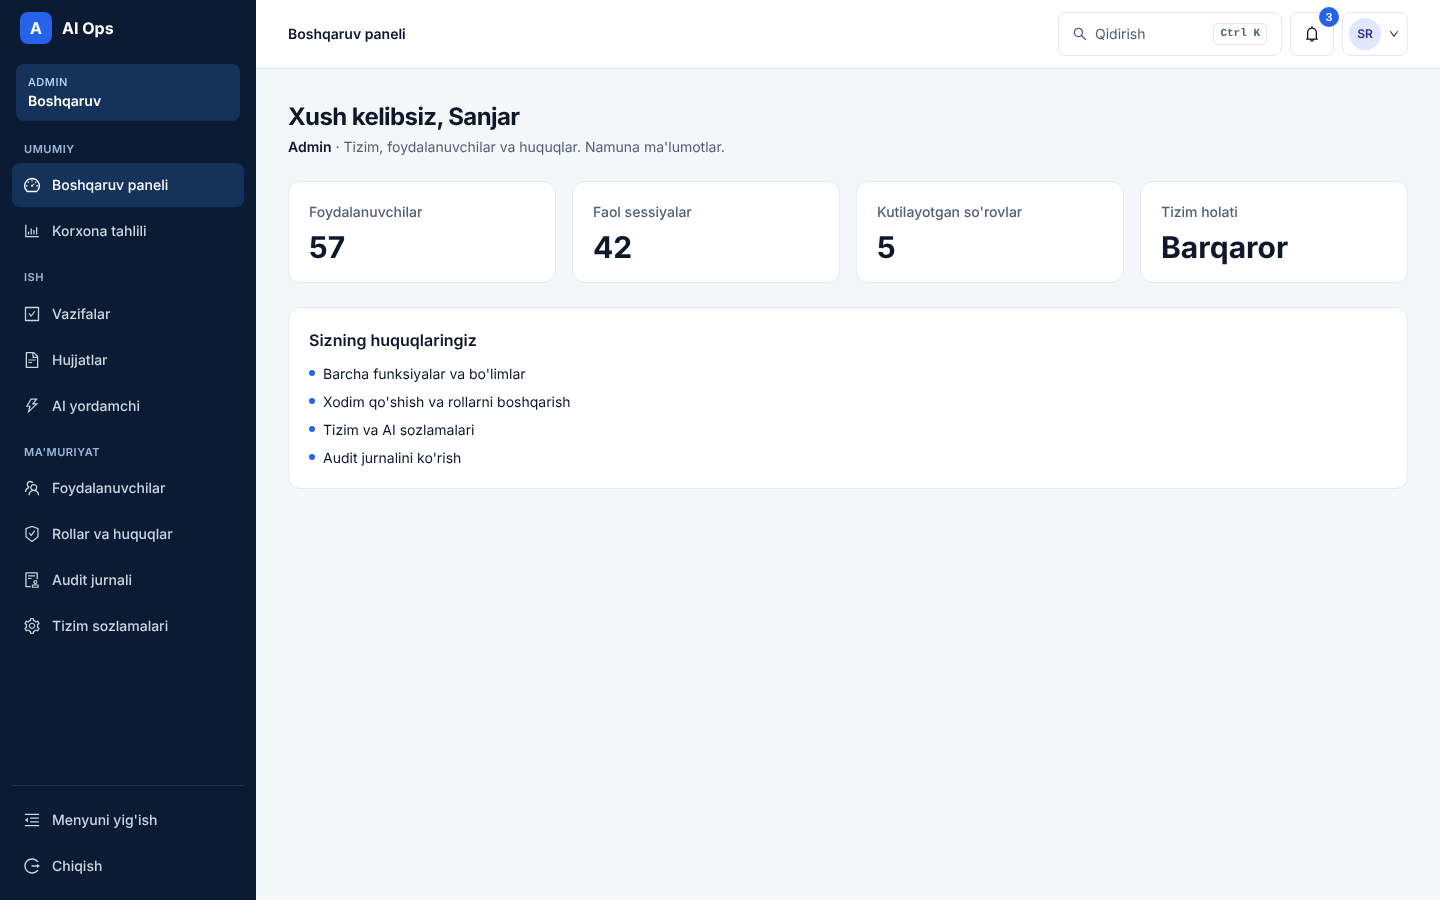 A AI Ops
ADMIN
Boshqaruv
UMUMIY
Boshqaruv paneli
Korxona tahlili
ISH
Vazifalar
Hujjatlar
AI yordamchi
MA'MURIYAT
Foydalanuvchilar
Rollar va huquqlar
Audit jurnali
Tizim sozlamalari
Menyuni yig'ish
Chiqish
Boshqaruv paneli
Qidirish Ctrl K
3
SR
Xush kelibsiz, Sanjar
Admin · Tizim, foydalanuvchilar va huquqlar. Namuna ma'lumotlar.
Foydalanuvchilar
57
Faol sessiyalar
42
Kutilayotgan so'rovlar
5
Tizim holati
Barqaror
Sizning huquqlaringiz
Barcha funksiyalar va bo'limlar
Xodim qo'shish va rollarni boshqarish
Tizim va AI sozlamalari
Audit jurnalini ko'rish